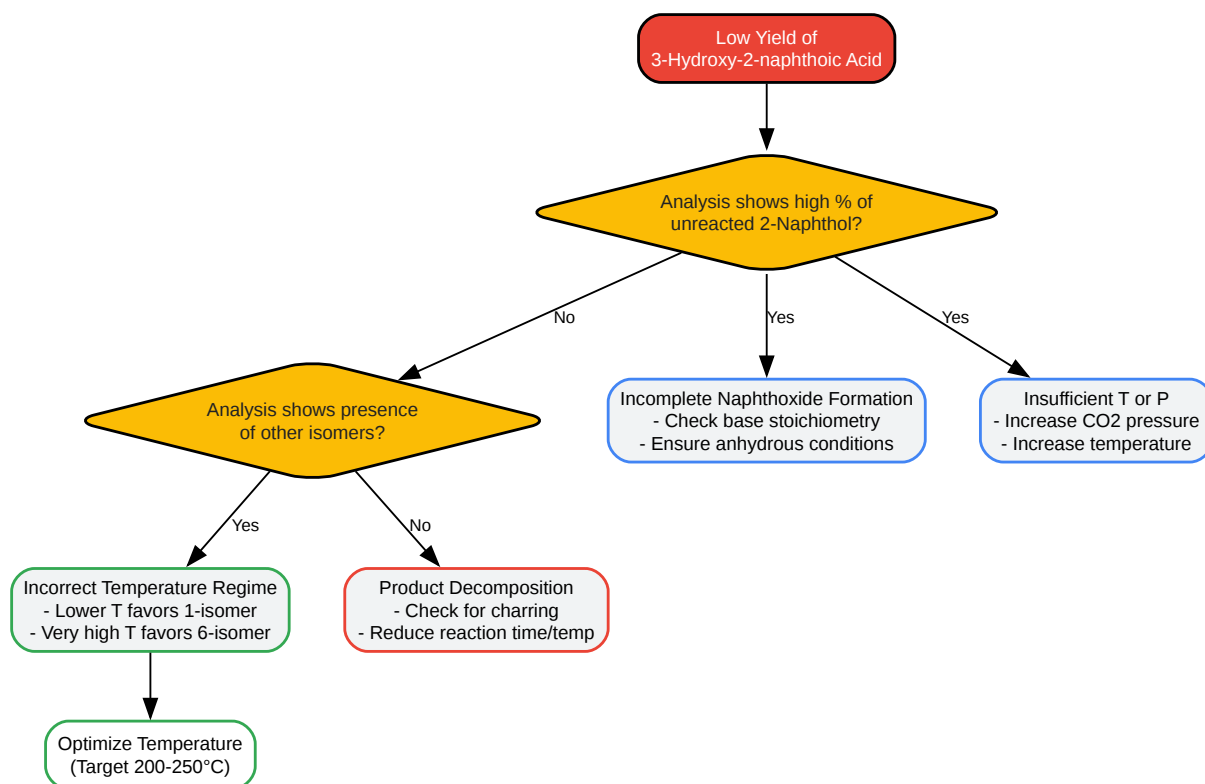 Low Yield of
3-Hydroxy-2-naphthoic Acid
Analysis shows high % of
unreacted 2-Naphthol?
No
Yes
Yes
Analysis shows presence
of other isomers?
Incomplete Naphthoxide Formation
- Check base stoichiometry
- Ensure anhydrous conditions
Insufficient T or P
- Increase CO2 pressure
- Increase temperature
Yes
No
Incorrect Temperature Regime
- Lower T favors 1-isomer
- Very high T favors 6-isomer
Product Decomposition
- Check for charring
- Reduce reaction time/temp
Optimize Temperature
(Target 200-250°C)